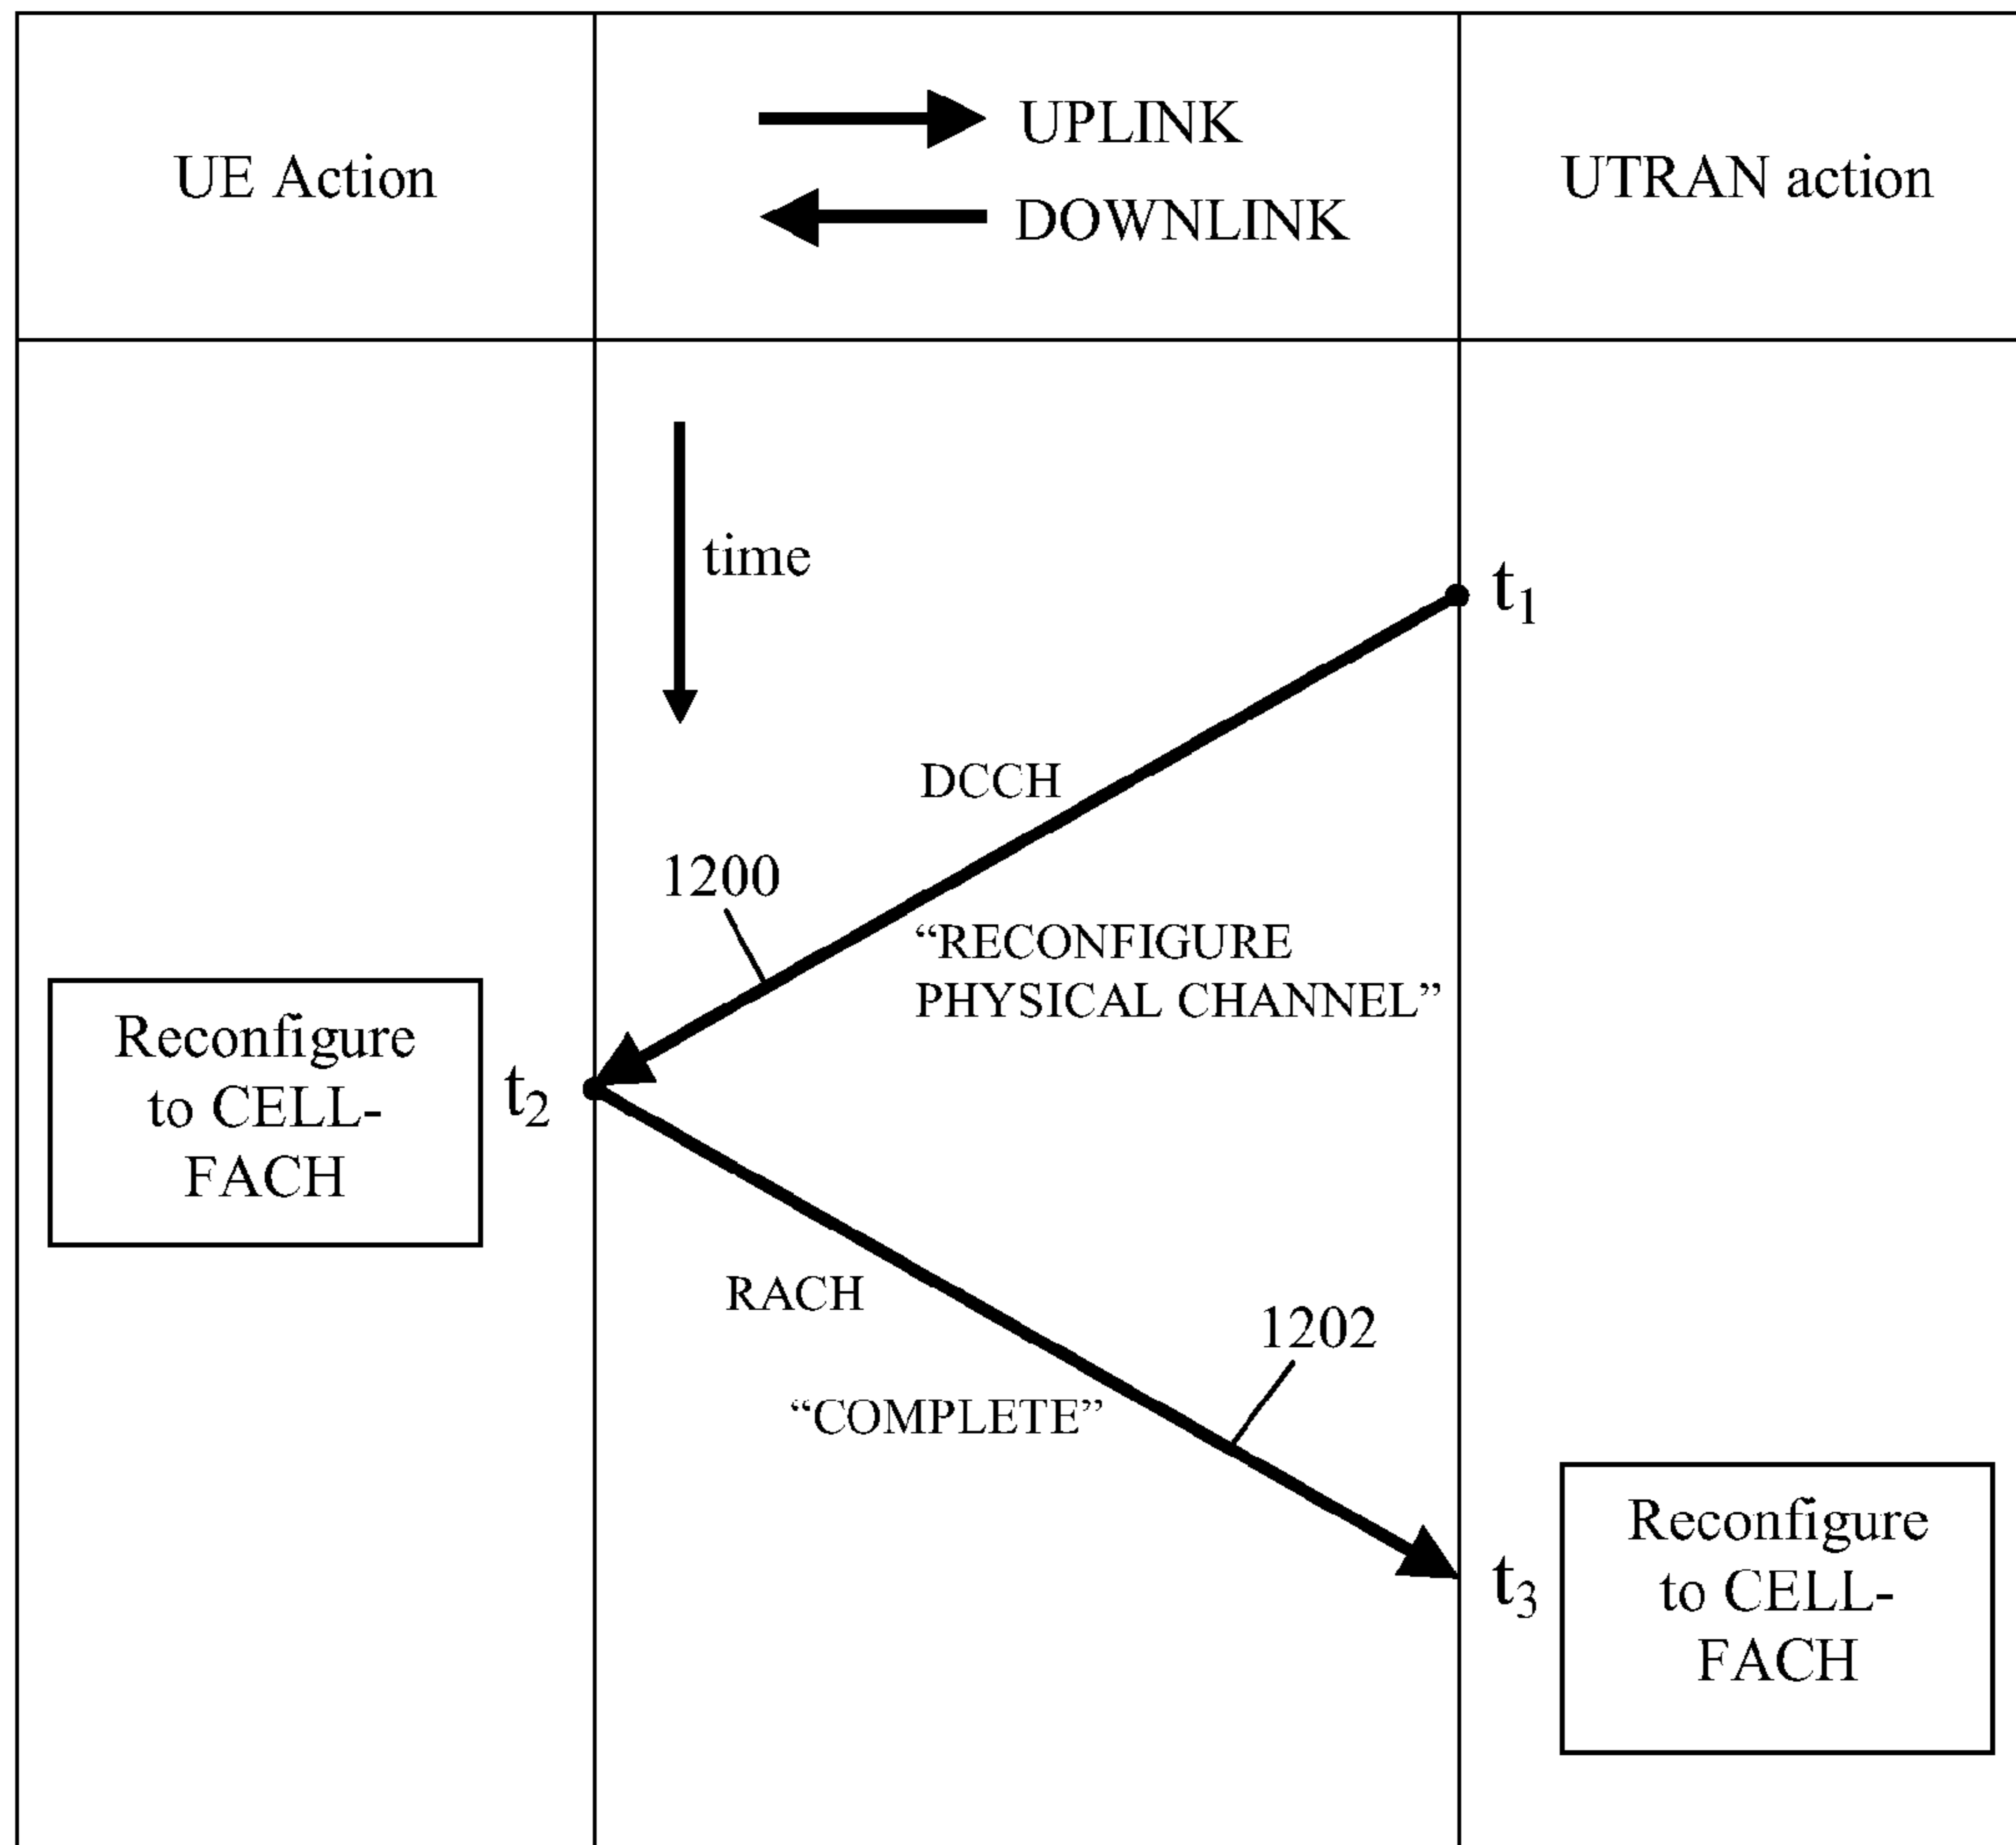 UE Action
UPLINK
DOWNLINK
UTRAN action
time
t1
DCCH
1200
“RECONFIGURE
PHYSICAL CHANNEL”
Reconfigure
to CELL-
FACH
t2
RACH
1202
“COMPLETE”
t3
Reconfigure
to CELL-
FACH